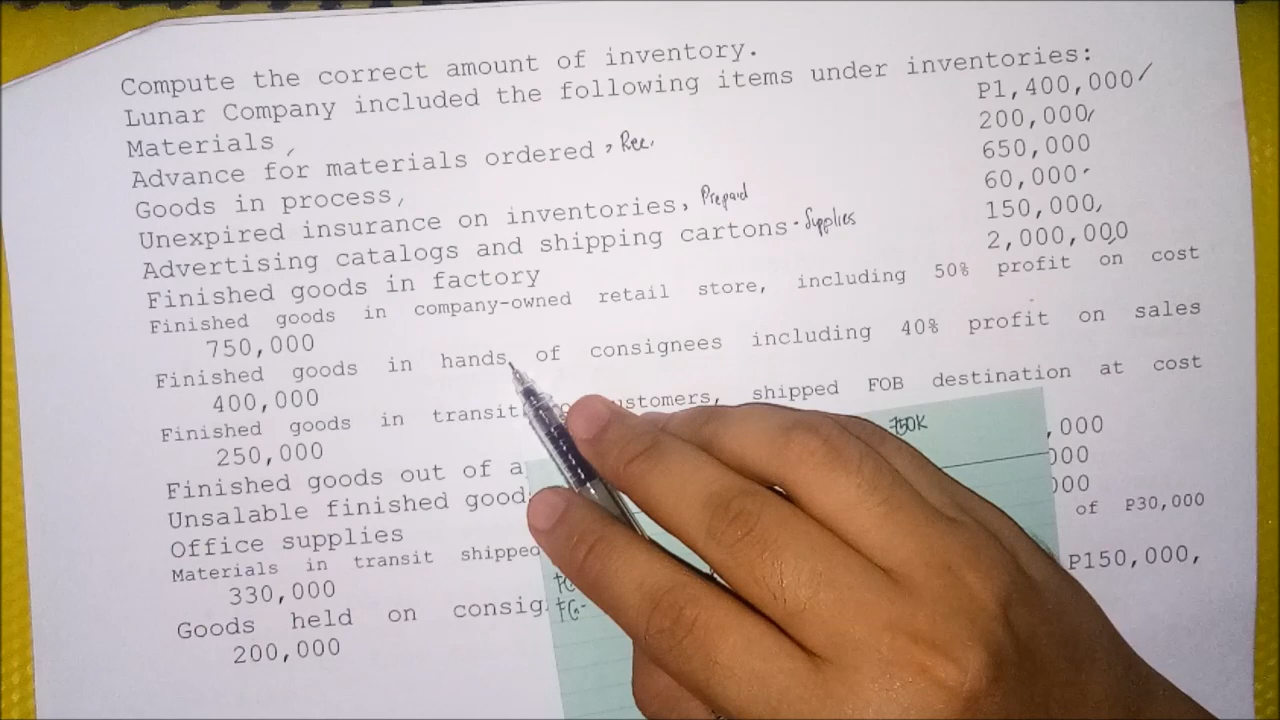 Compute the correct amount of inventory.
Lunar Company included the following items under inventories:
Materials, P1,400,000 /
Advance for materials ordered, Rec. 200,000,
Goods in process, 650,000
Unexpired insurance on inventories, Prepaid 60,000
Advertising catalogs and shipping cartons - Supplies 150,000,
Finished goods in factory 2,000,000
Finished goods in company-owned retail store, including 50% profit on cost
750,000
Finished goods in hands of consignees including 40% profit on sales
400,000
Finished goods in transit customers, shipped FOB destination at cost
250,000
Finished goods out of ,000
Unsalable finished 000
Office supplies 000
Materials in transit shipped of P30,000
330,000
Goods held on P150,000,
200,000
750K